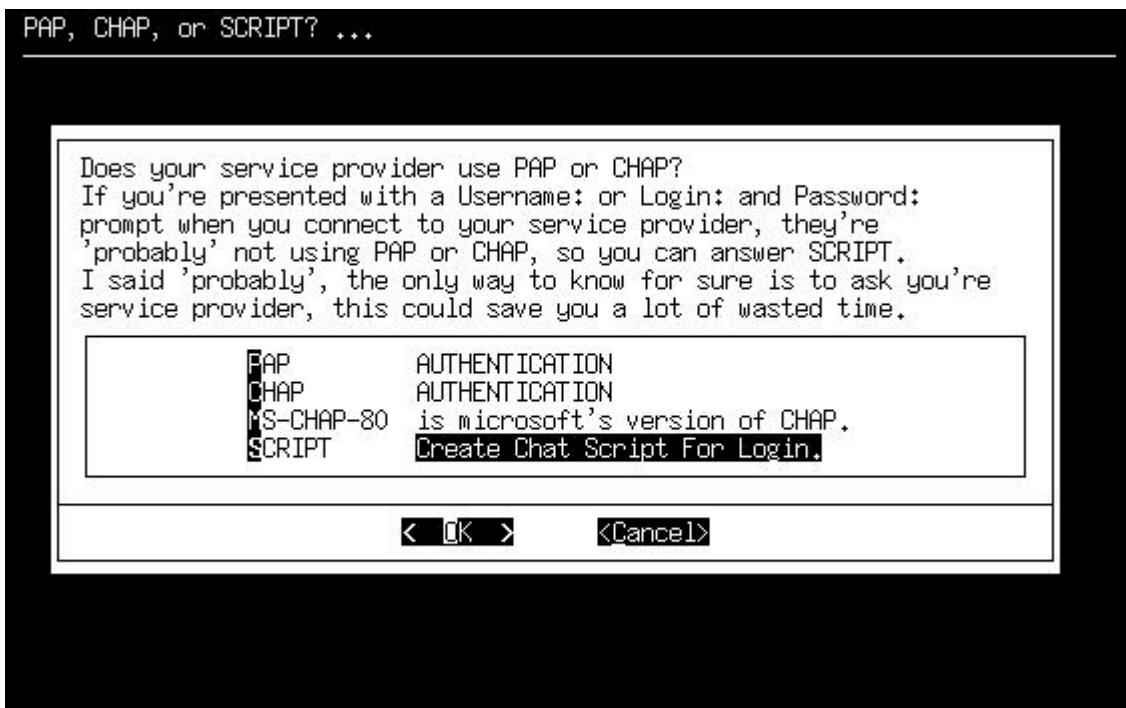 PAP, CHAP, or SCRIPT? ...
Does your service provider use PAP or CHAP?
If you're presented with a Username: or Login: and Password:
prompt when you connect to your service provider, they're
'probably' not using PAP or CHAP, so you can answer SCRIPT.
I said 'probably', the only way to know for sure is to ask you're
service provider, this could save you a lot of wasted time.
PAP AUTHENTICATION
CHAP AUTHENTICATION
MS-CHAP-80 is microsoft's version of CHAP.
SCRIPT Create Chat Script For Login.
< OK > <Cancel>